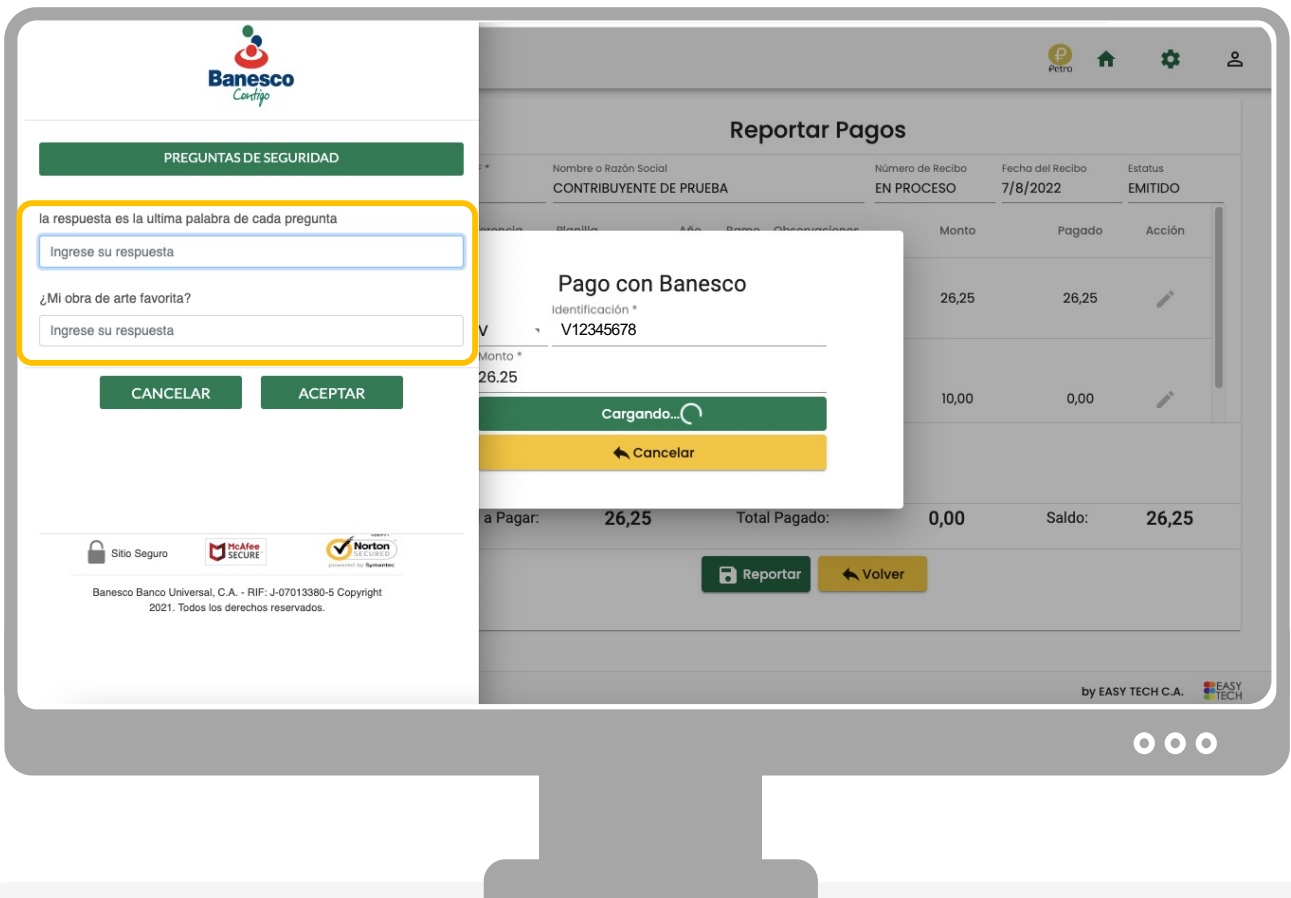 Banesco
Contigo
PREGUNTAS DE SEGURIDAD
la respuesta es la ultima palabra de cada pregunta
Ingrese su respuesta
¿Mi obra de arte favorita?
Ingrese su respuesta
CANCELAR ACEPTAR
Sitio Seguro
McAfee
SECURE
Norton
SECURED
powered by Symantec
Banesco Banco Universal, C.A. - RIF: J-07013380-5 Copyright
2021. Todos los derechos reservados.
Petro
Reportar Pagos
Nombre o Razón Social Número de Recibo Fecha del Recibo Estatus
CONTRIBUYENTE DE PRUEBA EN PROCESO 7/8/2022 EMITIDO
Planilla Año Ramo Observaciones Monto Pagado Acción
26,25 26,25
10,00 0,00
Pago con Banesco
Identificación *
V V12345678
Monto *
26.25
Cargando...
Cancelar
a Pagar: 26,25 Total Pagado: 0,00 Saldo: 26,25
Reportar Volver
by EASY TECH C.A. EASY
TECH